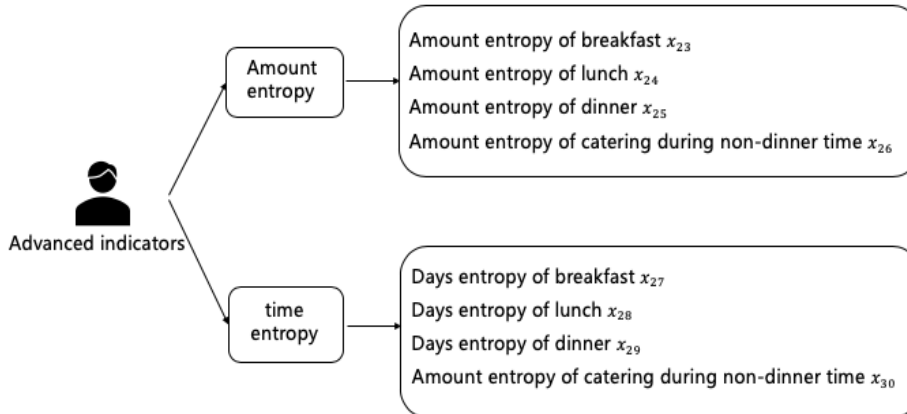 Amount
entropy
Amount entropy of breakfast x₂₃
Amount entropy of lunch x₂₄
Amount entropy of dinner x₂₅
Amount entropy of catering during non-dinner time x₂₆
Advanced indicators
time
entropy
Days entropy of breakfast x₂₇
Days entropy of lunch x₂₈
Days entropy of dinner x₂₉
Amount entropy of catering during non-dinner time x₃₀